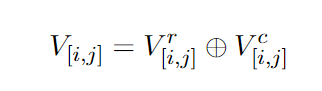 V_{[i,j]} = V^r_{[i,j]} ⊕ V^c_{[i,j]}